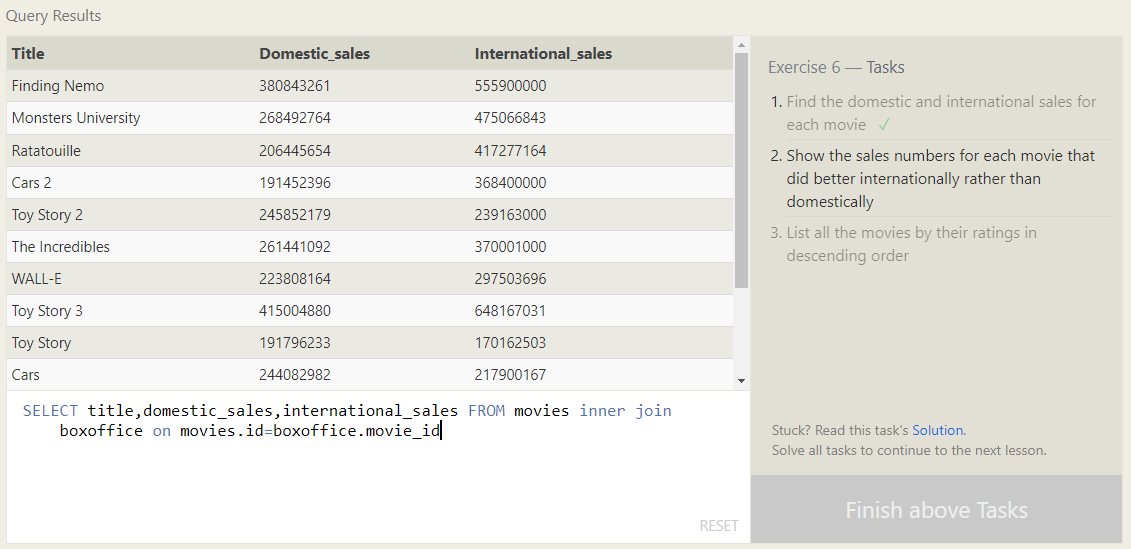 Query Results
Title Domestic_sales International_sales
Finding Nemo 380843261 555900000
Monsters University 268492764 475066843
Ratatouille 206445654 417277164
Cars 2 191452396 368400000
Toy Story 2 245852179 239163000
The Incredibles 261441092 370001000
WALL-E 223808164 297503696
Toy Story 3 415004880 648167031
Toy Story 191796233 170162503
Cars 244082982 217900167
SELECT title,domestic_sales,international_sales FROM movies inner join
boxoffice on movies.id=boxoffice.movie_id
RESET
Exercise 6 — Tasks
1. Find the domestic and international sales for
each movie ✓
2. Show the sales numbers for each movie that
did better internationally rather than
domestically
3. List all the movies by their ratings in
descending order
Stuck? Read this task's Solution.
Solve all tasks to continue to the next lesson.
Finish above Tasks